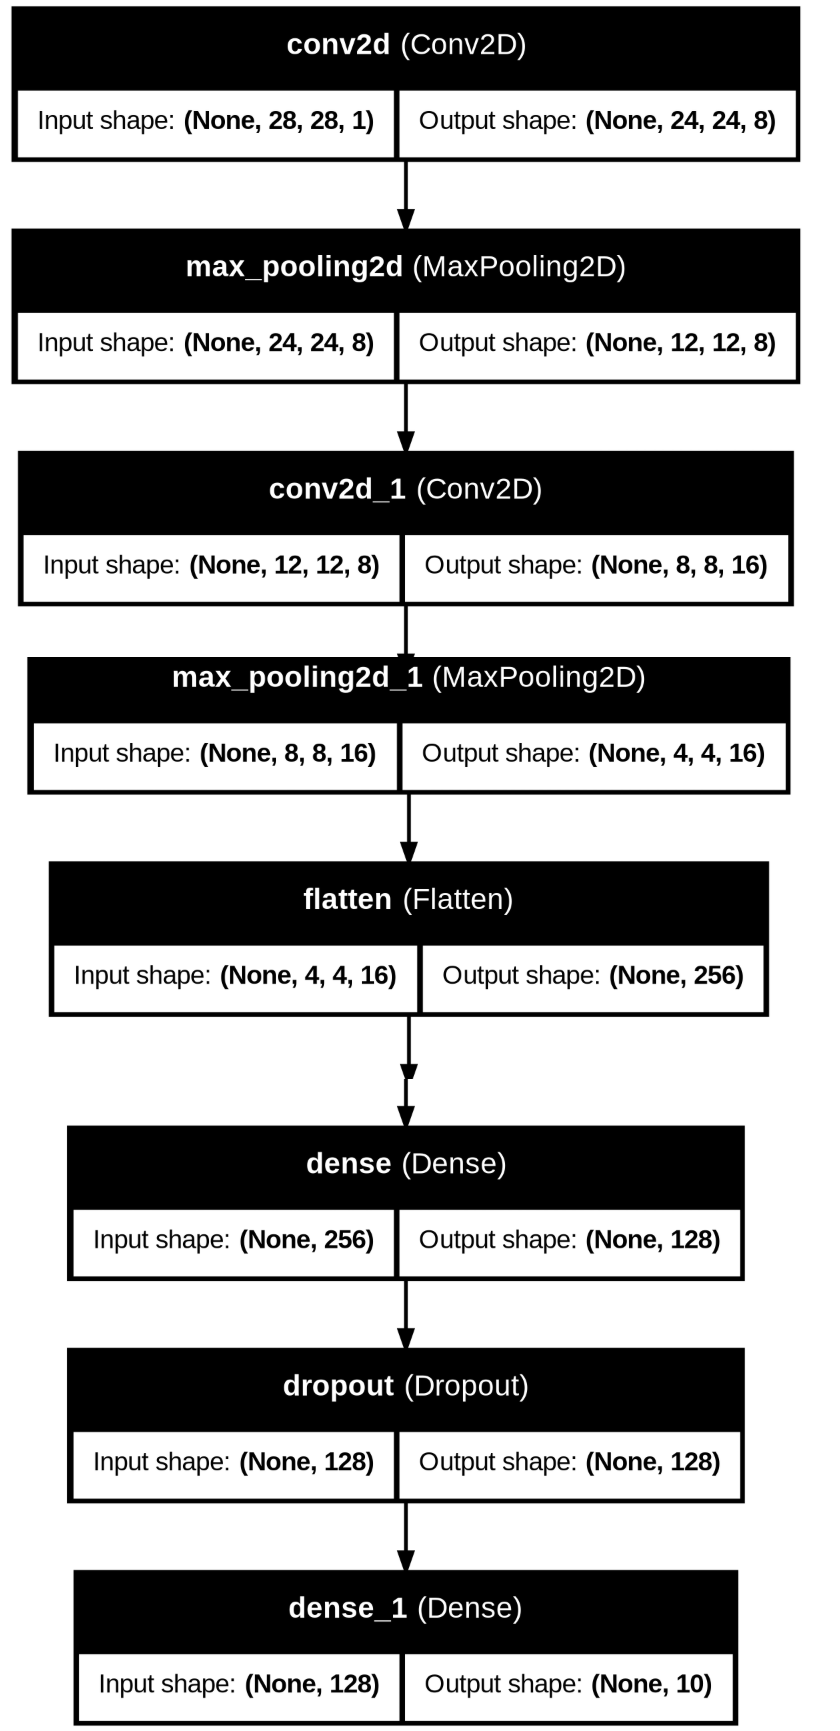 conv2d (Conv2D)
Input shape: (None, 28, 28, 1) Output shape: (None, 24, 24, 8)
max_pooling2d (MaxPooling2D)
Input shape: (None, 24, 24, 8) Output shape: (None, 12, 12, 8)
conv2d_1 (Conv2D)
Input shape: (None, 12, 12, 8) Output shape: (None, 8, 8, 16)
max_pooling2d_1 (MaxPooling2D)
Input shape: (None, 8, 8, 16) Output shape: (None, 4, 4, 16)
flatten (Flatten)
Input shape: (None, 4, 4, 16) Output shape: (None, 256)
dense (Dense)
Input shape: (None, 256) Output shape: (None, 128)
dropout (Dropout)
Input shape: (None, 128) Output shape: (None, 128)
dense_1 (Dense)
Input shape: (None, 128) Output shape: (None, 10)